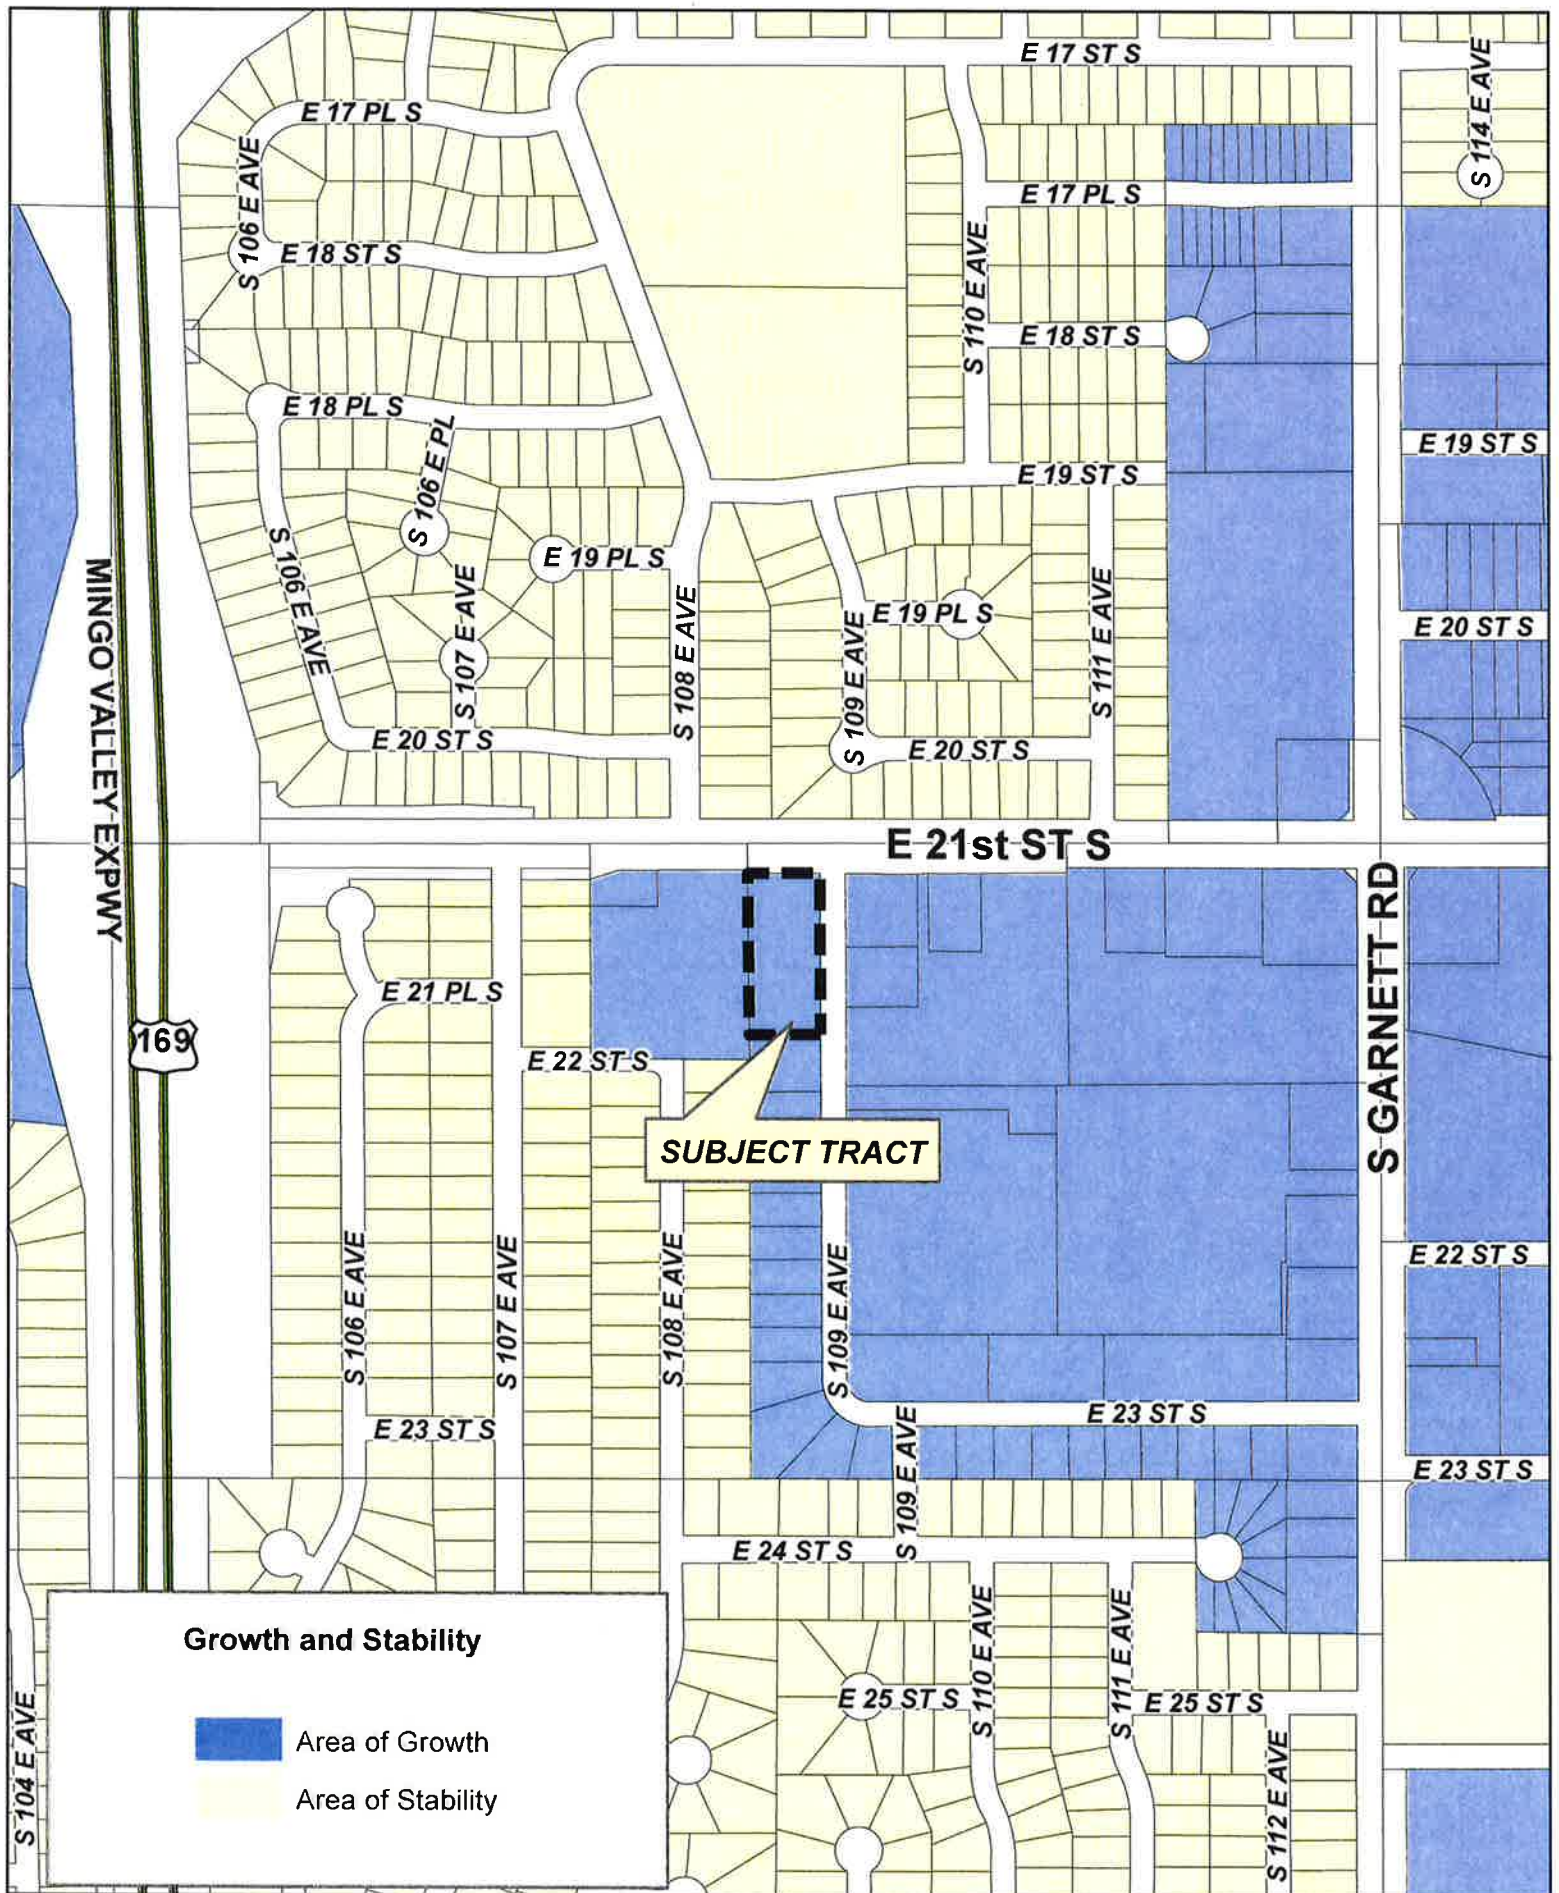 E 17 ST S
S 114 E AVE
E 17 PL S
S 106 E AVE
E 17 PL S
E 18 ST S
S 110 E AVE
E 18 ST S
E 18 PL S
S 106 E PL
E 19 ST S
E 19 ST S
S 106 E AVE
E 19 PL S
MINGO VALLEY EXPWY
S 107 E AVE
S 108 E AVE
S 109 E AVE
E 19 PL S
S 111 E AVE
E 20 ST S
E 20 ST S
E 20 ST S
E 21st ST S
S GARNETT RD
E 21 PL S
169
E 22 ST S
SUBJECT TRACT
S 106 E AVE
S 107 E AVE
S 108 E AVE
S 109 E AVE
E 22 ST S
E 23 ST S
E 23 ST S
S 109 E AVE
E 23 ST S
E 24 ST S
S 110 E AVE
S 111 E AVE
E 25 ST S
E 25 ST S
S 112 E AVE
S 104 E AVE
Growth and Stability
Area of Growth
Area of Stability